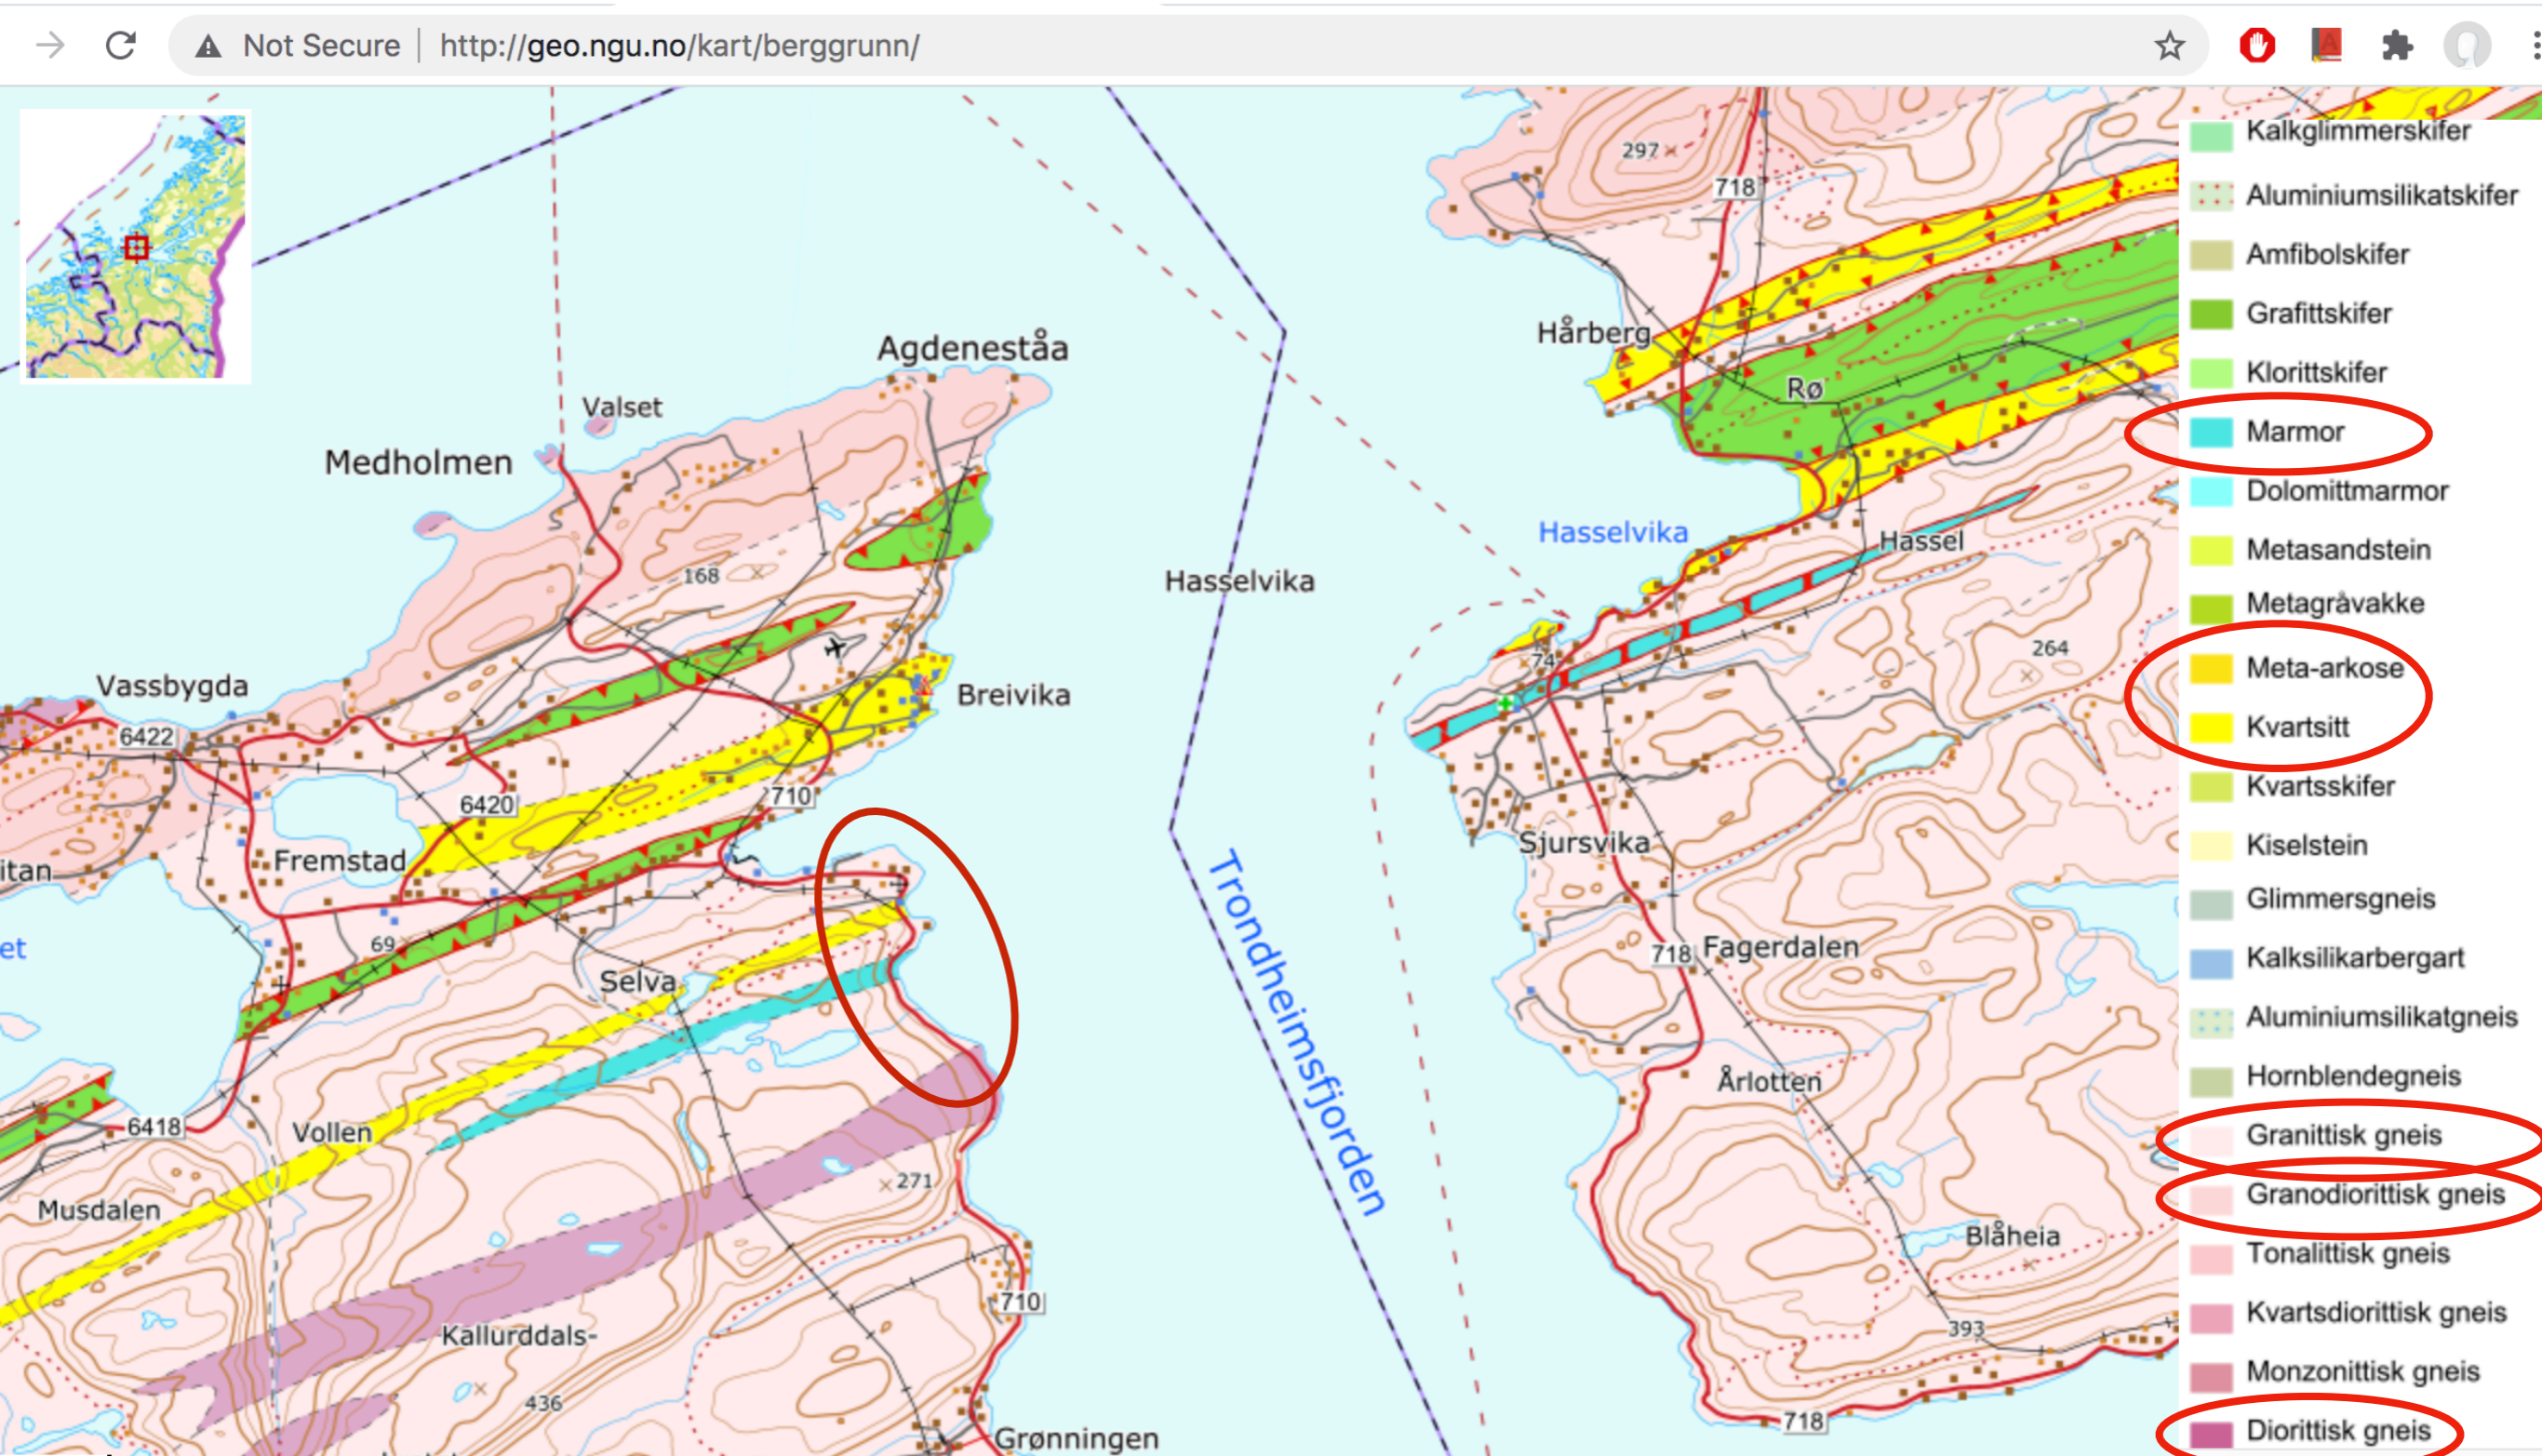 Not Secure
http://geo.ngu.no/kart/berggrunn/
297
718
Hårberg
Rø
Agdeneståa
Valset
Medholmen
Hasselvika
Hassel
Hasselvika
168
74
264
Vassbygda
Breivika
6422
6420
710
Sjursvika
Fremstad
itan
69
et
Selva
718
Fagerdalen
Trondheimsfjorden
Årlotten
6418
Vollen
271
Musdalen
Blåheia
710
Kallurddals-
393
436
718
Grønningen
Kalkglimmerskifer
Aluminiumsilikatskifer
Amfibolskifer
Grafittskifer
Klorittskifer
Marmor
Dolomittmarmor
Metasandstein
Metagråvakke
Meta-arkose
Kvartsitt
Kvartsskifer
Kiselstein
Glimmersgneis
Kalksilikarbergart
Aluminiumsilikatgneis
Hornblendegneis
Granittisk gneis
Granodiorittisk gneis
Tonalittisk gneis
Kvartsdiorittisk gneis
Monzonittisk gneis
Diorittisk gneis